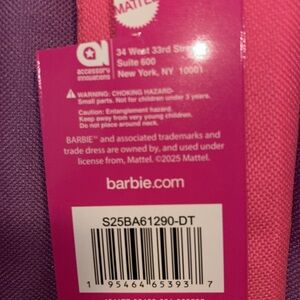 MATTEL
34 West 33rd Street
Suite 600
New York, NY 10001
accessory
innovations
WARNING: CHOKING HAZARD-
Small parts. Not for children under 3 years.
Caution: Entanglement hazard.
Keep away from very young children.
Do not place around neck.
BARBIE™ and associated trademarks and
trade dress are owned by, and used under
license from, Mattel. ©2025 Mattel.
barbie.com
S25BA61290-DT
1 95464 65393 7